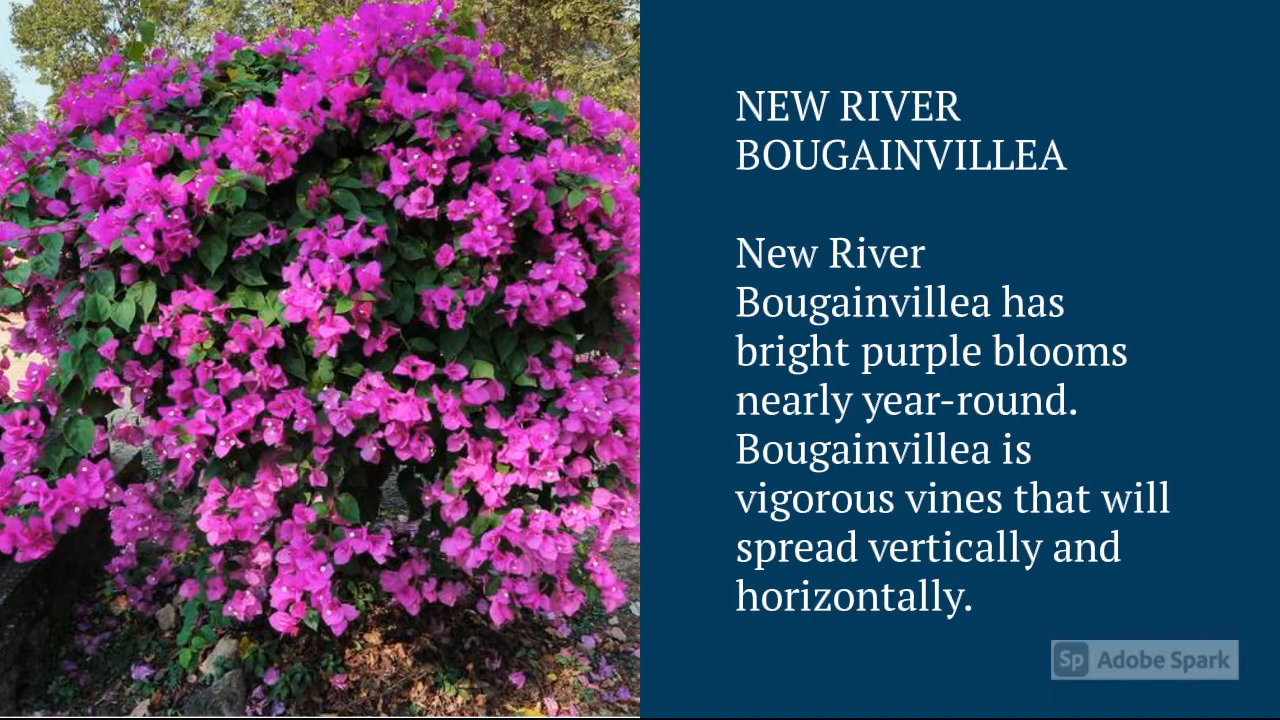 NEW RIVER
BOUGAINVILLEA
New River
Bougainvillea has
bright purple blooms
nearly year-round.
Bougainvillea is
vigorous vines that will
spread vertically and
horizontally.
Sp Adobe Spark